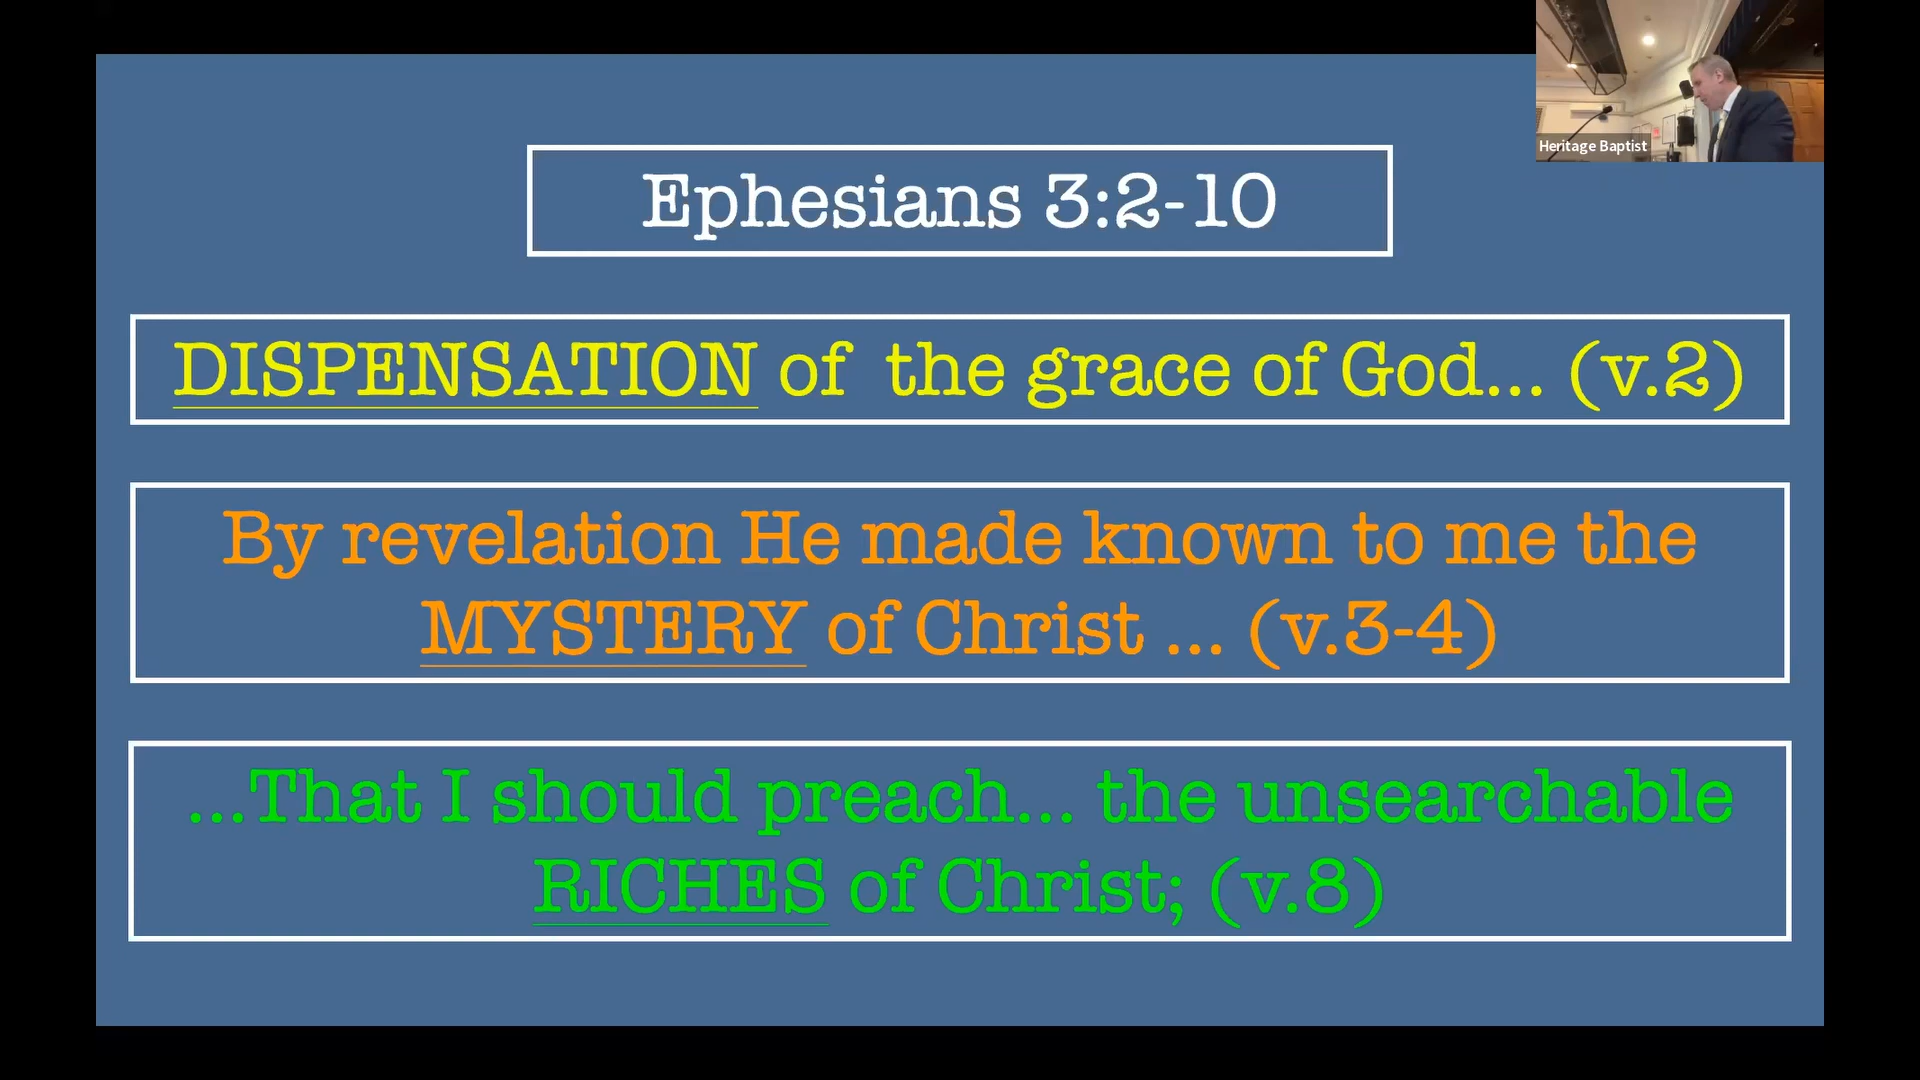 Heritage Baptist
Ephesians 3:2-10
DISPENSATION of the grace of God... (v.2)
By revelation He made known to me the
MYSTERY of Christ ... (v.3-4)
...That I should preach... the unsearchable
RICHES of Christ; (v.8)